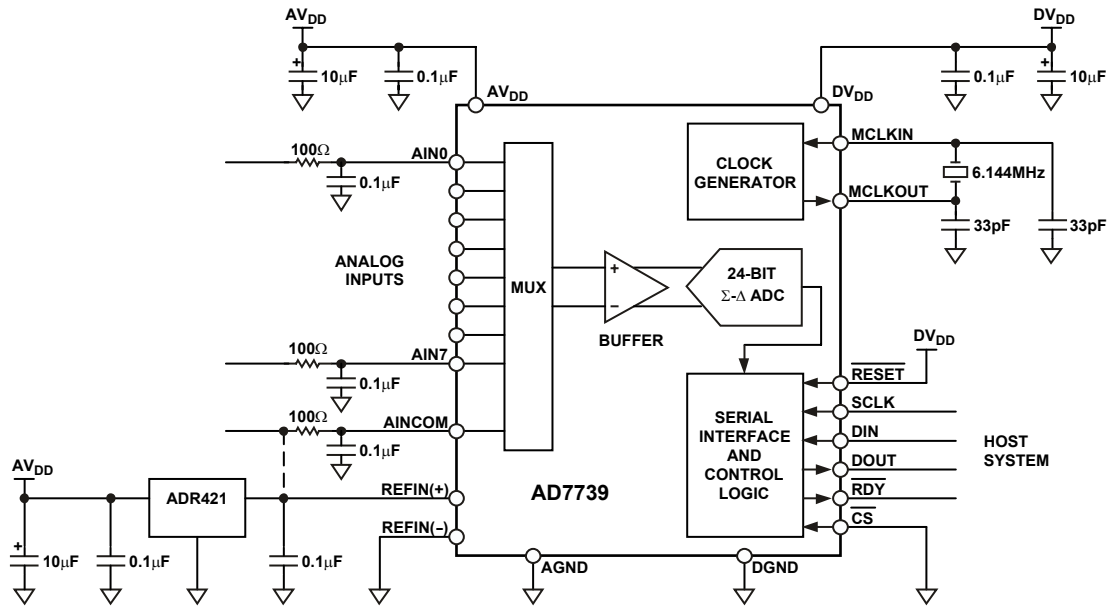 AVDD
DVDD
10μF
0.1μF
0.1μF
10μF
AVDD
DVDD
100Ω
AIN0
0.1μF
CLOCK
GENERATOR
MCLKIN
6.144MHz
MCLKOUT
33pF
33pF
ANALOG
INPUTS
MUX
+
−
BUFFER
24-BIT
Σ-Δ ADC
100Ω
AIN7
0.1μF
100Ω
AINCOM
0.1μF
DVDD
RESET
SCLK
DIN
DOUT
RDY
CS
SERIAL
INTERFACE
AND
CONTROL
LOGIC
HOST
SYSTEM
AVDD
ADR421
REFIN(+)
REFIN(−)
AD7739
10μF
0.1μF
0.1μF
AGND
DGND